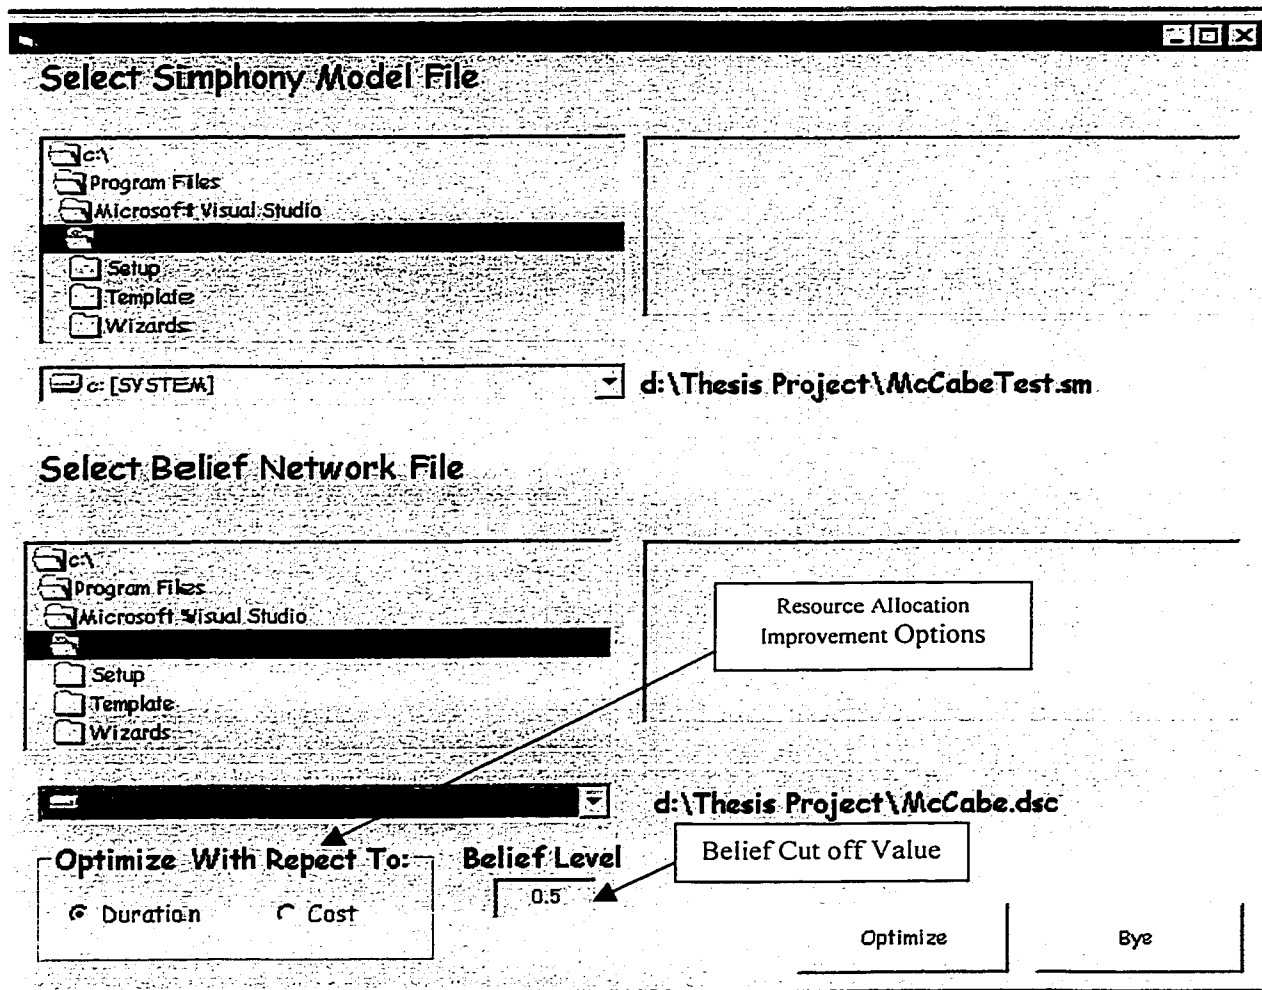 Select Simphony Model File
c:\
Program Files
Microsoft Visual Studio
Setup
Template
Wizards
c: [SYSTEM]
d:\Thesis Project\McCabeTest.sm
Select Belief Network File
c:\
Program Files
Microsoft Visual Studio
Setup
Template
Wizards
Resource Allocation
Improvement Options
d:\Thesis Project\McCabe.dsc
Optimize With Repect To:
Duration
Cost
Belief Level
0.5
Belief Cut off Value
Optimize
Bye